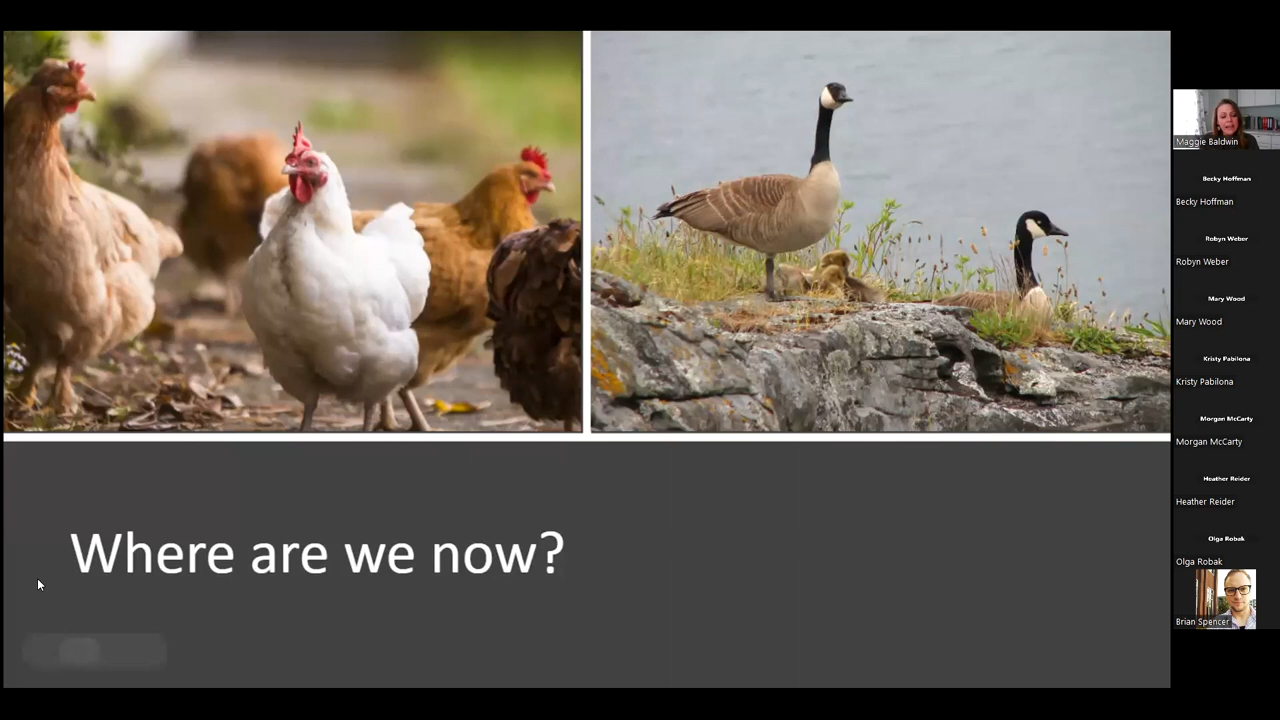 Where are we now?
Maggie Baldwin
Becky Hoffman
Becky Hoffman
Robyn Weber
Robyn Weber
Mary Wood
Mary Wood
Kristy Pabilona
Kristy Pabilona
Morgan McCarty
Morgan McCarty
Heather Reider
Heather Reider
Olga Robak
Olga Robak
Brian Spencer